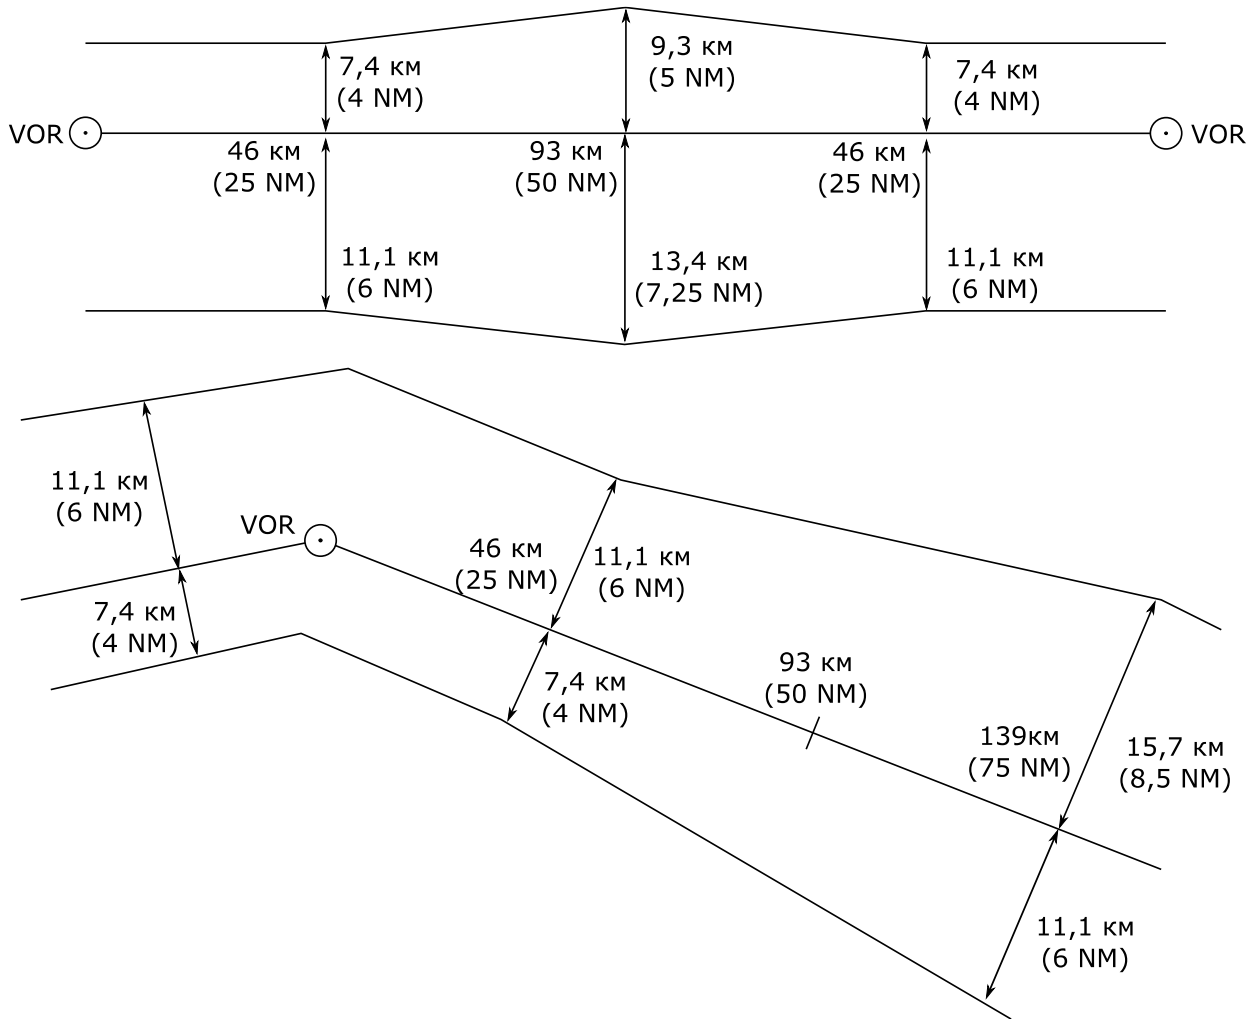 7,4 км
(4 NM)
9,3 км
(5 NM)
7,4 км
(4 NM)
VOR
VOR
46 км
(25 NM)
93 км
(50 NM)
46 км
(25 NM)
11,1 км
(6 NM)
13,4 км
(7,25 NM)
11,1 км
(6 NM)
11,1 км
(6 NM)
VOR
46 км
(25 NM)
11,1 км
(6 NM)
7,4 км
(4 NM)
7,4 км
(4 NM)
93 км
(50 NM)
139км
(75 NM)
15,7 км
(8,5 NM)
11,1 км
(6 NM)